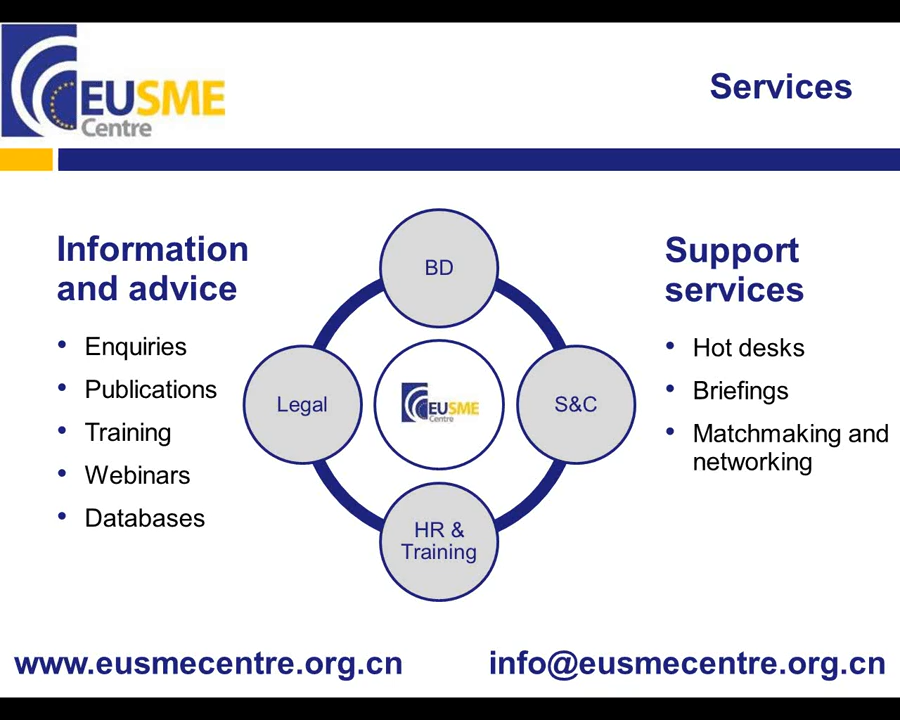 EUSME
Centre
Services
Information
and advice
• Enquiries
• Publications
• Training
• Webinars
• Databases
BD
Legal
EUSME
Centre
S&C
HR &
Training
Support
services
• Hot desks
• Briefings
• Matchmaking and
networking
www.eusmecentre.org.cn
info@eusmecentre.org.cn